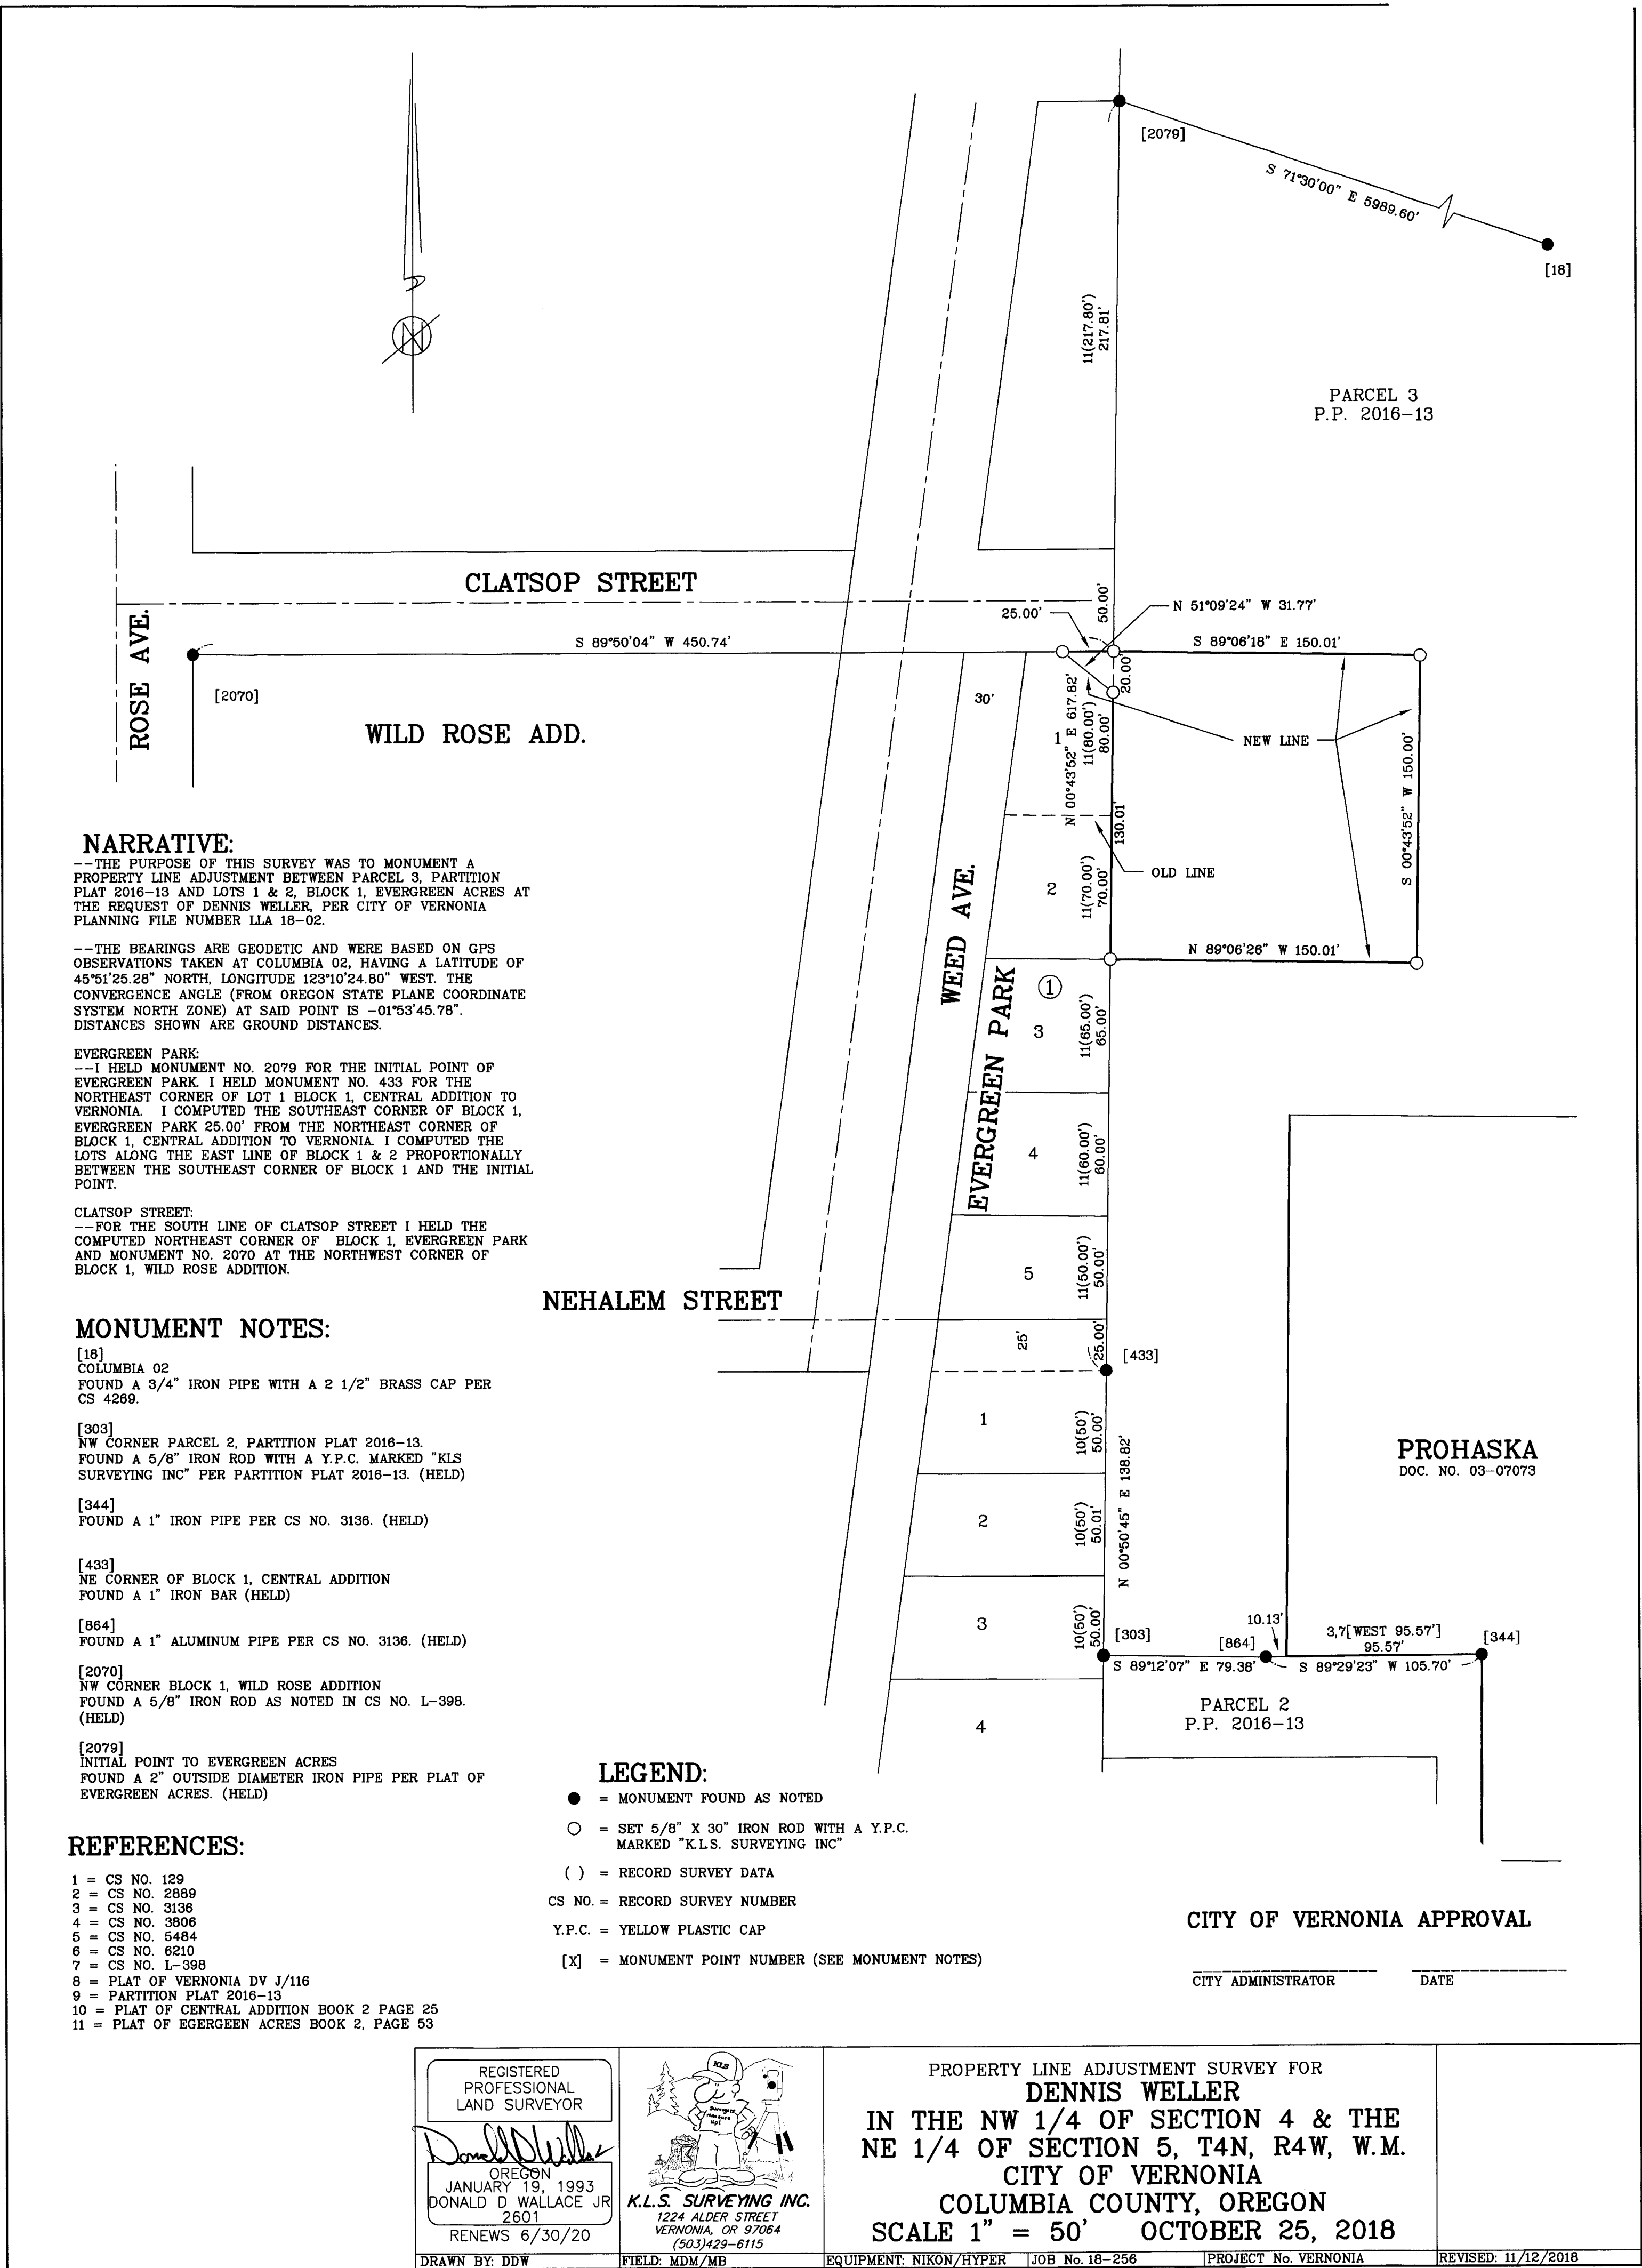 N
[2079]
S 71°30'00" E 5989.60'
[18]
11(217.80')
217.81'
PARCEL 3
P.P. 2016-13
CLATSOP STREET
ROSE AVE.
50.00'
25.00'
N 51°09'24" W 31.77'
S 89°50'04" W 450.74'
S 89°06'18" E 150.01'
[2070]
WILD ROSE ADD.
30'
20.00'
N 00°43'52" E 617.82'
1
11(80.00')
80.00'
NEW LINE
S 00°43'52" W 150.00'
130.01'
OLD LINE
2
11(70.00')
70.00'
WEED AVE.
N 89°06'26" W 150.01'
EVERGREEN PARK
1
3
11(65.00')
65.00'
4
11(60.00')
60.00'
5
11(50.00')
50.00'
NEHALEM STREET
25'
25.00'
[433]
1
10(50')
50.00'
N 00°50'45" E 138.82'
2
10(50')
50.01'
3
10(50')
50.00'
4
PROHASKA
DOC. NO. 03-07073
[303]
[864]
10.13'
3,7[WEST 95.57']
95.57'
[344]
S 89°12'07" E 79.38'
S 89°29'23" W 105.70'
PARCEL 2
P.P. 2016-13
NARRATIVE:
--THE PURPOSE OF THIS SURVEY WAS TO MONUMENT A
PROPERTY LINE ADJUSTMENT BETWEEN PARCEL 3, PARTITION
PLAT 2016-13 AND LOTS 1 & 2, BLOCK 1, EVERGREEN ACRES AT
THE REQUEST OF DENNIS WELLER, PER CITY OF VERNONIA
PLANNING FILE NUMBER LLA 18-02.
--THE BEARINGS ARE GEODETIC AND WERE BASED ON GPS
OBSERVATIONS TAKEN AT COLUMBIA 02, HAVING A LATITUDE OF
45°51'25.28" NORTH, LONGITUDE 123°10'24.80" WEST. THE
CONVERGENCE ANGLE (FROM OREGON STATE PLANE COORDINATE
SYSTEM NORTH ZONE) AT SAID POINT IS -01°53'45.78".
DISTANCES SHOWN ARE GROUND DISTANCES.
EVERGREEN PARK:
--I HELD MONUMENT NO. 2079 FOR THE INITIAL POINT OF
EVERGREEN PARK. I HELD MONUMENT NO. 433 FOR THE
NORTHEAST CORNER OF LOT 1 BLOCK 1, CENTRAL ADDITION TO
VERNONIA. I COMPUTED THE SOUTHEAST CORNER OF BLOCK 1,
EVERGREEN PARK 25.00' FROM THE NORTHEAST CORNER OF
BLOCK 1, CENTRAL ADDITION TO VERNONIA. I COMPUTED THE
LOTS ALONG THE EAST LINE OF BLOCK 1 & 2 PROPORTIONALLY
BETWEEN THE SOUTHEAST CORNER OF BLOCK 1 AND THE INITIAL
POINT.
CLATSOP STREET:
--FOR THE SOUTH LINE OF CLATSOP STREET I HELD THE
COMPUTED NORTHEAST CORNER OF BLOCK 1, EVERGREEN PARK
AND MONUMENT NO. 2070 AT THE NORTHWEST CORNER OF
BLOCK 1, WILD ROSE ADDITION.
MONUMENT NOTES:
[18]
COLUMBIA 02
FOUND A 3/4" IRON PIPE WITH A 2 1/2" BRASS CAP PER
CS 4269.
[303]
NW CORNER PARCEL 2, PARTITION PLAT 2016-13.
FOUND A 5/8" IRON ROD WITH A Y.P.C. MARKED "KLS
SURVEYING INC" PER PARTITION PLAT 2016-13. (HELD)
[344]
FOUND A 1" IRON PIPE PER CS NO. 3136. (HELD)
[433]
NE CORNER OF BLOCK 1, CENTRAL ADDITION
FOUND A 1" IRON BAR (HELD)
[864]
FOUND A 1" ALUMINUM PIPE PER CS NO. 3136. (HELD)
[2070]
NW CORNER BLOCK 1, WILD ROSE ADDITION
FOUND A 5/8" IRON ROD AS NOTED IN CS NO. L-398.
(HELD)
[2079]
INITIAL POINT TO EVERGREEN ACRES
FOUND A 2" OUTSIDE DIAMETER IRON PIPE PER PLAT OF
EVERGREEN ACRES. (HELD)
REFERENCES:
1 = CS NO. 129
2 = CS NO. 2889
3 = CS NO. 3136
4 = CS NO. 3806
5 = CS NO. 5484
6 = CS NO. 6210
7 = CS NO. L-398
8 = PLAT OF VERNONIA DV J/116
9 = PARTITION PLAT 2016-13
10 = PLAT OF CENTRAL ADDITION BOOK 2 PAGE 25
11 = PLAT OF EGERGEEN ACRES BOOK 2, PAGE 53
LEGEND:
= MONUMENT FOUND AS NOTED
= SET 5/8" X 30" IRON ROD WITH A Y.P.C.
MARKED "K.L.S. SURVEYING INC"
( ) = RECORD SURVEY DATA
CS NO. = RECORD SURVEY NUMBER
Y.P.C. = YELLOW PLASTIC CAP
[X] = MONUMENT POINT NUMBER (SEE MONUMENT NOTES)
CITY OF VERNONIA APPROVAL
CITY ADMINISTRATOR DATE
REGISTERED
PROFESSIONAL
LAND SURVEYOR
Donald D Wallace
OREGON
JANUARY 19, 1993
DONALD D WALLACE JR
2601
RENEWS 6/30/20
KLS
Surveyors
measure
up!
K.L.S. SURVEYING INC.
1224 ALDER STREET
VERNONIA, OR 97064
(503)429-6115
PROPERTY LINE ADJUSTMENT SURVEY FOR
DENNIS WELLER
IN THE NW 1/4 OF SECTION 4 & THE
NE 1/4 OF SECTION 5, T4N, R4W, W.M.
CITY OF VERNONIA
COLUMBIA COUNTY, OREGON
SCALE 1" = 50' OCTOBER 25, 2018
DRAWN BY: DDW FIELD: MDM/MB EQUIPMENT: NIKON/HYPER JOB No. 18-256 PROJECT No. VERNONIA REVISED: 11/12/2018